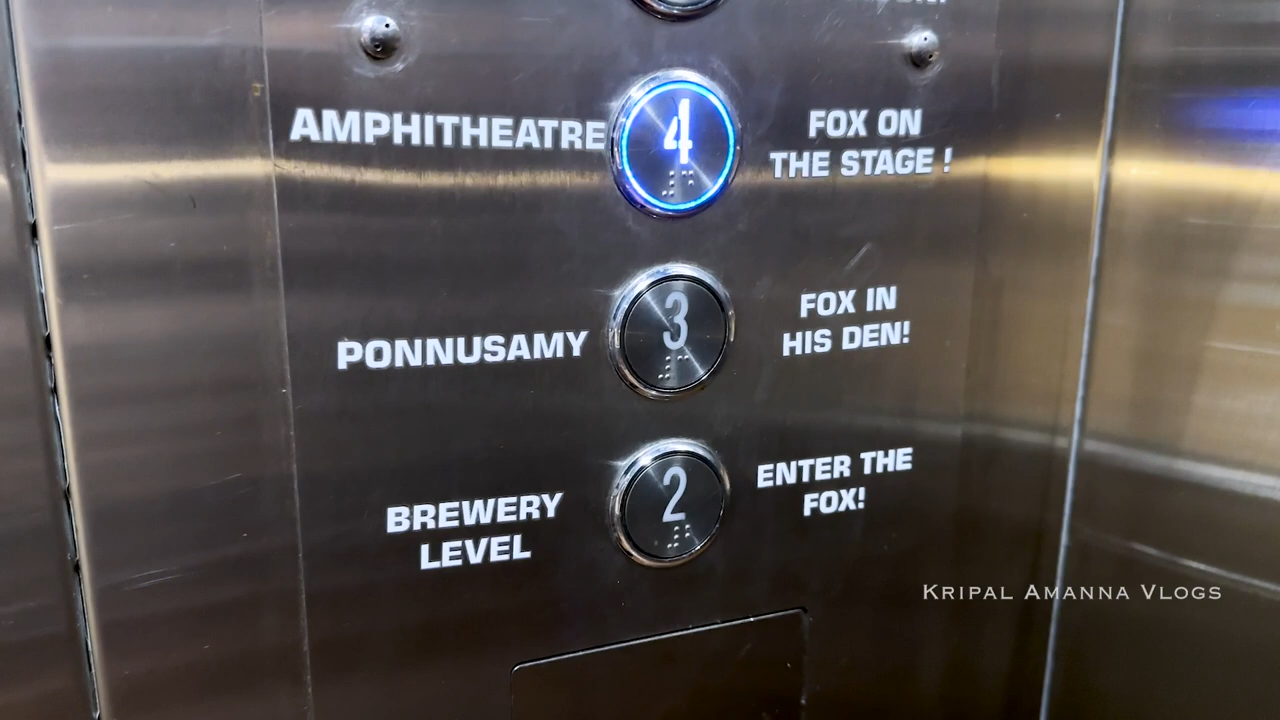 AMPHITHEATRE
4
FOX ON
THE STAGE !
PONNUSAMY
3
FOX IN
HIS DEN!
BREWERY
LEVEL
2
ENTER THE
FOX!
KRIPAL AMANNA VLOGS